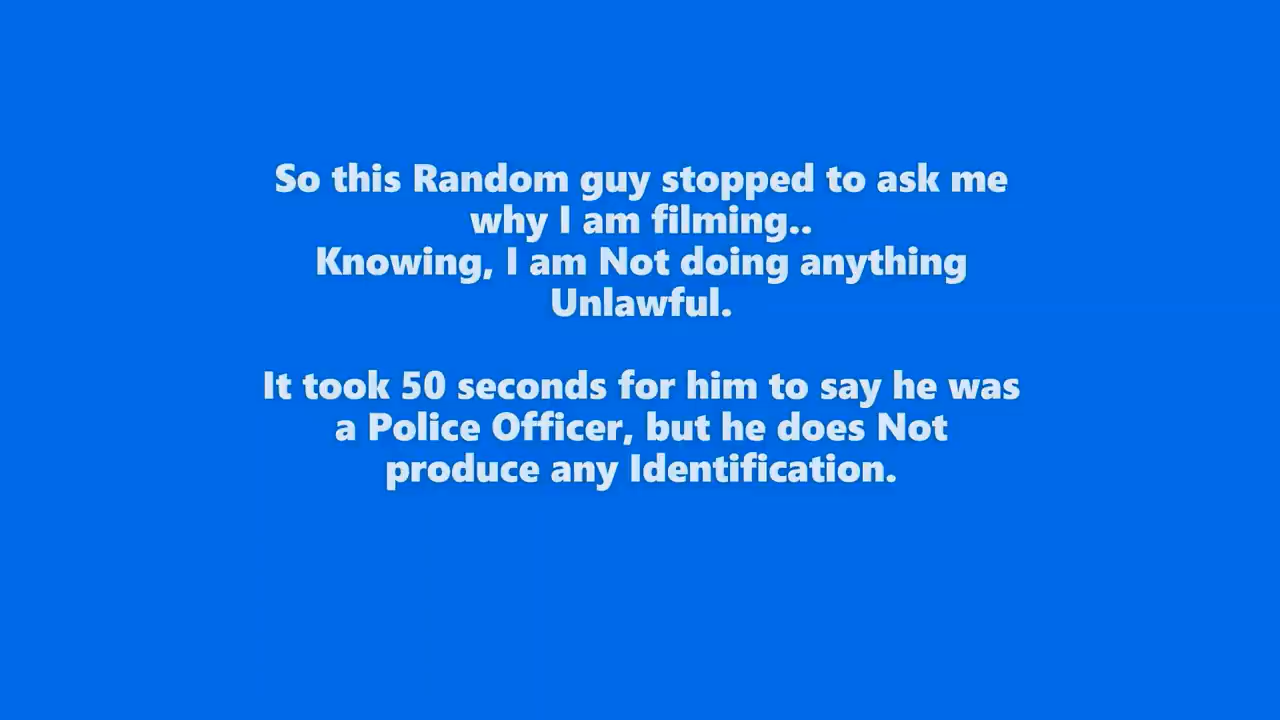 So this Random guy stopped to ask me
why I am filming..
Knowing, I am Not doing anything
Unlawful.
It took 50 seconds for him to say he was
a Police Officer, but he does Not
produce any Identification.